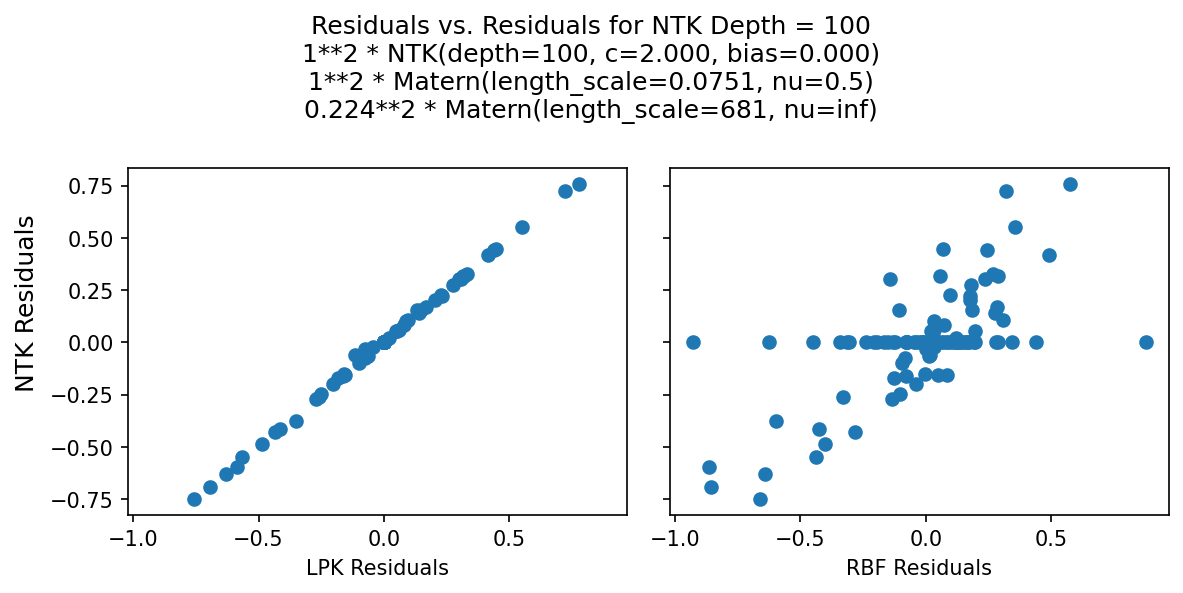 Residuals vs. Residuals for NTK Depth = 100
1**2 * NTK(depth=100, c=2.000, bias=0.000)
1**2 * Matern(length_scale=0.0751, nu=0.5)
0.224**2 * Matern(length_scale=681, nu=inf)
NTK Residuals
0.75
0.50
0.25
0.00
−0.25
−0.50
−0.75
−1.0 −0.5 0.0 0.5
LPK Residuals
−1.0 −0.5 0.0 0.5
RBF Residuals